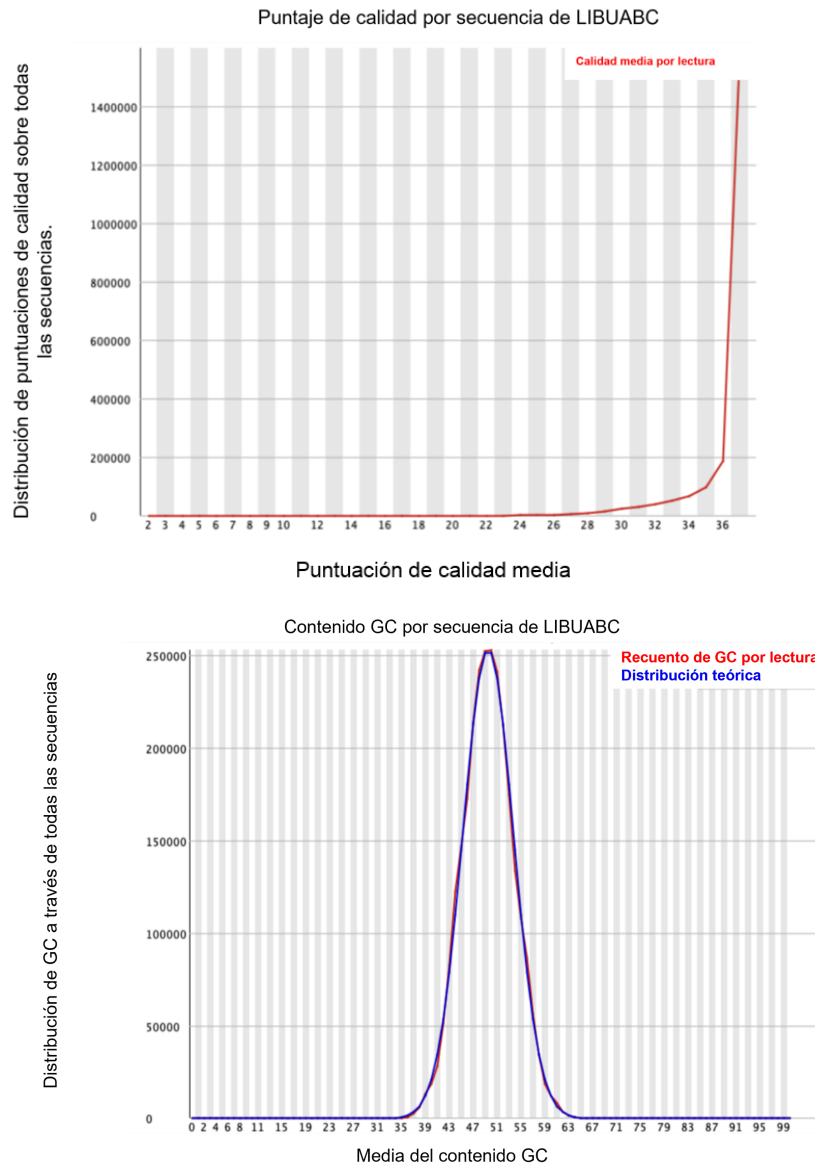 Puntaje de calidad por secuencia de LIBUABC
Calidad media por lectura
Distribución de puntuaciones de calidad sobre todas
las secuencias.
1400000
1200000
1000000
800000
600000
400000
200000
0
2 3 4 5 6 7 8 9 10 12 14 16 18 20 22 24 26 28 30 32 34 36
Puntuación de calidad media
Contenido GC por secuencia de LIBUABC
Recuento de GC por lectura
Distribución teórica
Distribución de GC a través de todas las secuencias
250000
200000
150000
100000
50000
0
0 2 4 6 8 11 15 19 23 27 31 35 39 43 47 51 55 59 63 67 71 75 79 83 87 91 95 99
Media del contenido GC